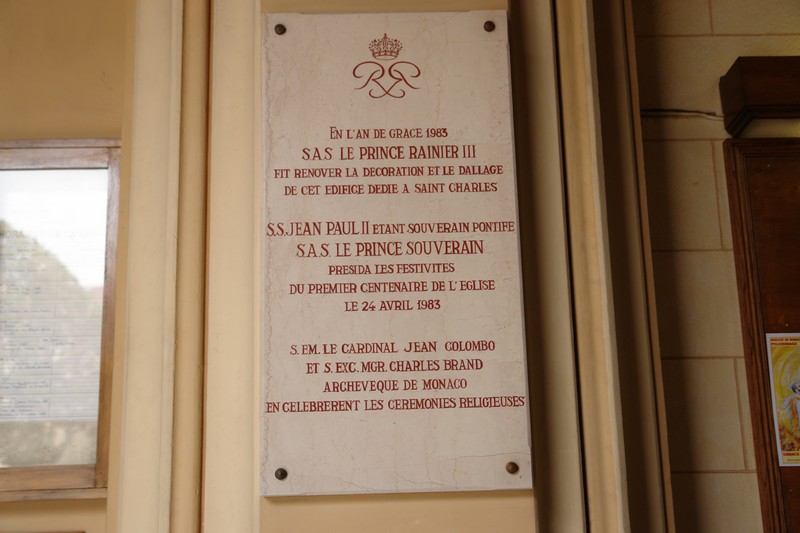 EN L'AN DE GRACE 1983
S.A.S. LE PRINCE RAINIER III
FIT RENOVER LA DECORATION ET LE DALLAGE
DE CET EDIFICE DEDIE A SAINT CHARLES
S.S. JEAN PAUL II ETANT SOUVERAIN PONTIFE
S.A.S. LE PRINCE SOUVERAIN
PRESIDA LES FESTIVITES
DU PREMIER CENTENAIRE DE L'EGLISE
LE 24 AVRIL 1983
S. EM. LE CARDINAL JEAN COLOMBO
ET S. EXC. MGR. CHARLES BRAND
ARCHEVEQUE DE MONACO
EN CELEBRERENT LES CEREMONIES RELIGIEUSES